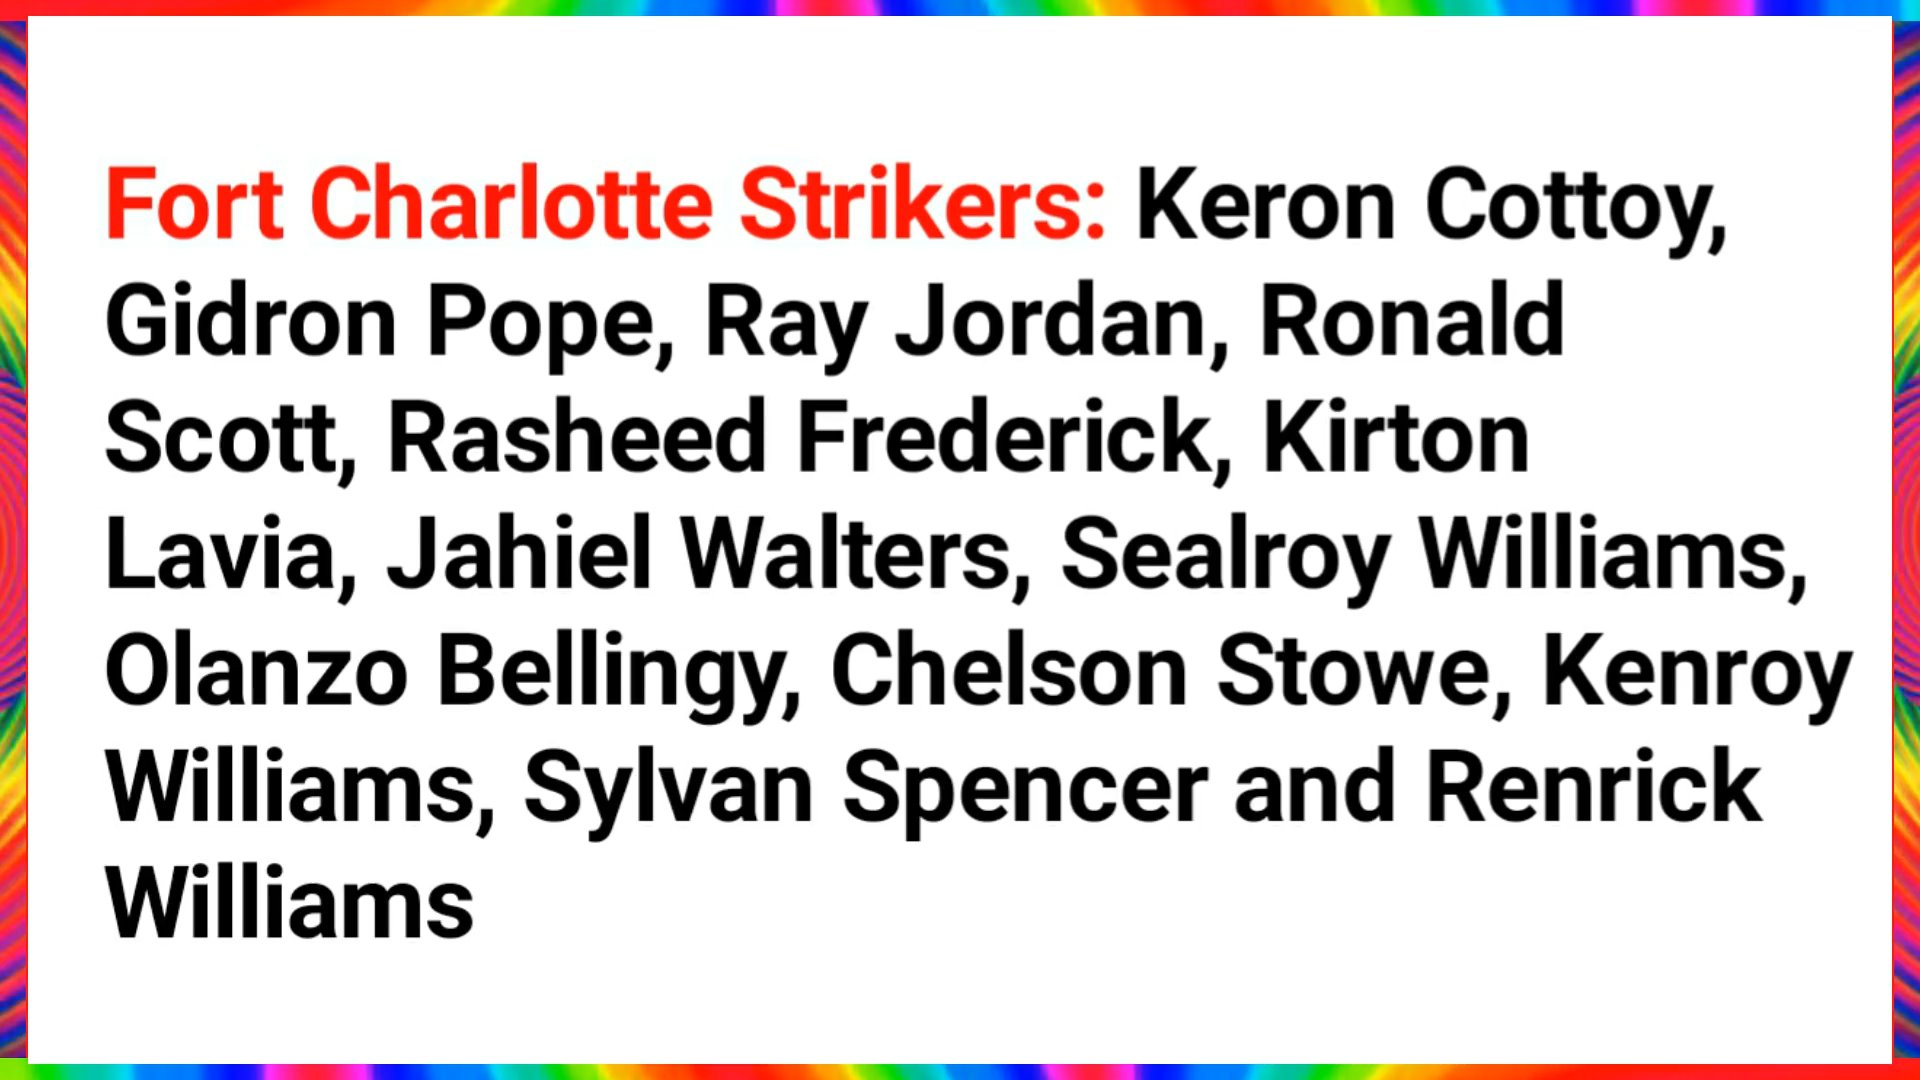 Fort Charlotte Strikers: Keron Cottoy,
Gidron Pope, Ray Jordan, Ronald
Scott, Rasheed Frederick, Kirton
Lavia, Jahiel Walters, Sealroy Williams,
Olanzo Bellingy, Chelson Stowe, Kenroy
Williams, Sylvan Spencer and Renrick
Williams